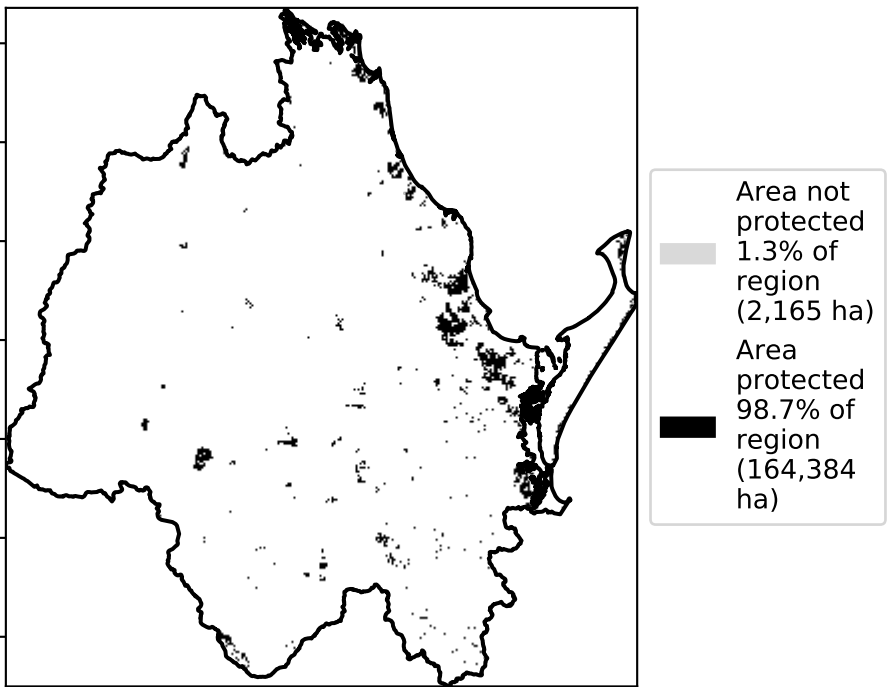 Area not
protected
1.3% of
region
(2,165 ha)
Area
protected
98.7% of
region
(164,384
ha)